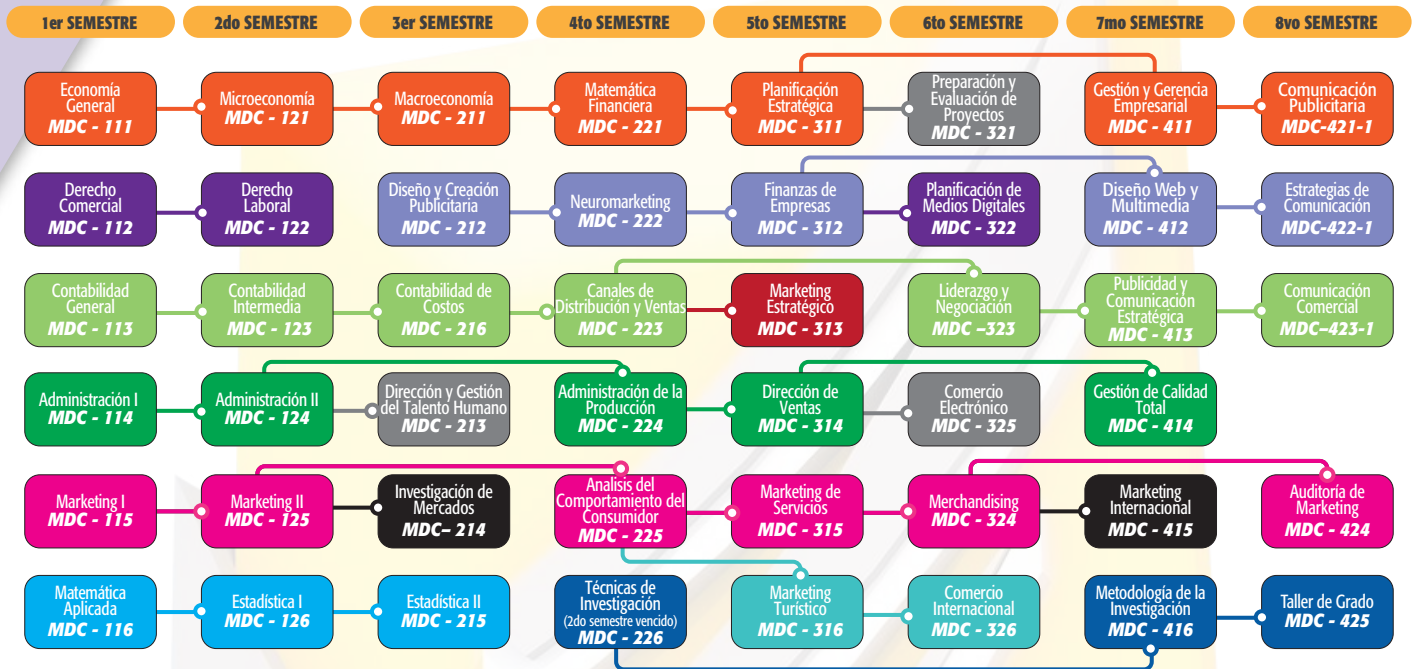 1er SEMESTRE
2do SEMESTRE
3er SEMESTRE
4to SEMESTRE
5to SEMESTRE
6to SEMESTRE
7mo SEMESTRE
8vo SEMESTRE
Economía
General
MDC - 111
Microeconomía
MDC - 121
Macroeconomía
MDC - 211
Matemática
Financiera
MDC - 221
Planificación
Estratégica
MDC - 311
Preparación y
Evaluación de
Proyectos
MDC - 321
Gestión y Gerencia
Empresarial
MDC - 411
Comunicación
Publicitaria
MDC-421-1
Derecho
Comercial
MDC - 112
Derecho
Laboral
MDC - 122
Diseño y Creación
Publicitaria
MDC - 212
Neuromarketing
MDC - 222
Finanzas de
Empresas
MDC - 312
Planificación de
Medios Digitales
MDC - 322
Diseño Web y
Multimedia
MDC - 412
Estrategias de
Comunicación
MDC-422-1
Contabilidad
General
MDC - 113
Contabilidad
Intermedia
MDC - 123
Contabilidad de
Costos
MDC - 216
Canales de
Distribución y Ventas
MDC - 223
Marketing
Estratégico
MDC - 313
Liderazgo y
Negociación
MDC –323
Publicidad y
Comunicación
Estratégica
MDC - 413
Comunicación
Comercial
MDC–423-1
Administración I
MDC - 114
Administración II
MDC - 124
Dirección y Gestión
del Talento Humano
MDC - 213
Administración de la
Producción
MDC - 224
Dirección de
Ventas
MDC - 314
Comercio
Electrónico
MDC - 325
Gestión de Calidad
Total
MDC - 414
Marketing I
MDC - 115
Marketing II
MDC - 125
Investigación de
Mercados
MDC– 214
Analisis del
Comportamiento del
Consumidor
MDC - 225
Marketing de
Servicios
MDC - 315
Merchandising
MDC - 324
Marketing
Internacional
MDC - 415
Auditoría de
Marketing
MDC - 424
Matemática
Aplicada
MDC - 116
Estadística I
MDC - 126
Estadística II
MDC - 215
Técnicas de
Investigación
(2do semestre vencido)
MDC - 226
Marketing
Turístico
MDC - 316
Comercio
Internacional
MDC - 326
Metodología de la
Investigación
MDC - 416
Taller de Grado
MDC - 425